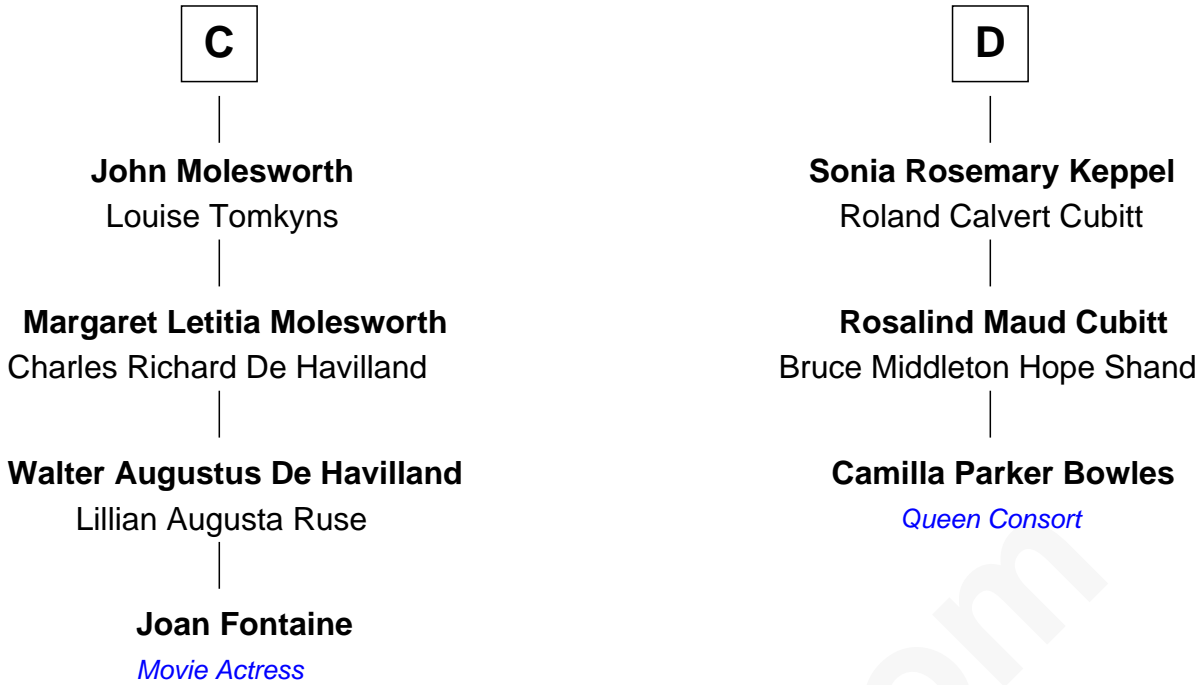 C
John Molesworth
Louise Tomkyns
Margaret Letitia Molesworth
Charles Richard De Havilland
Walter Augustus De Havilland
Lillian Augusta Ruse
Joan Fontaine
Movie Actress
D
Sonia Rosemary Keppel
Roland Calvert Cubitt
Rosalind Maud Cubitt
Bruce Middleton Hope Shand
Camilla Parker Bowles
Queen Consort
om